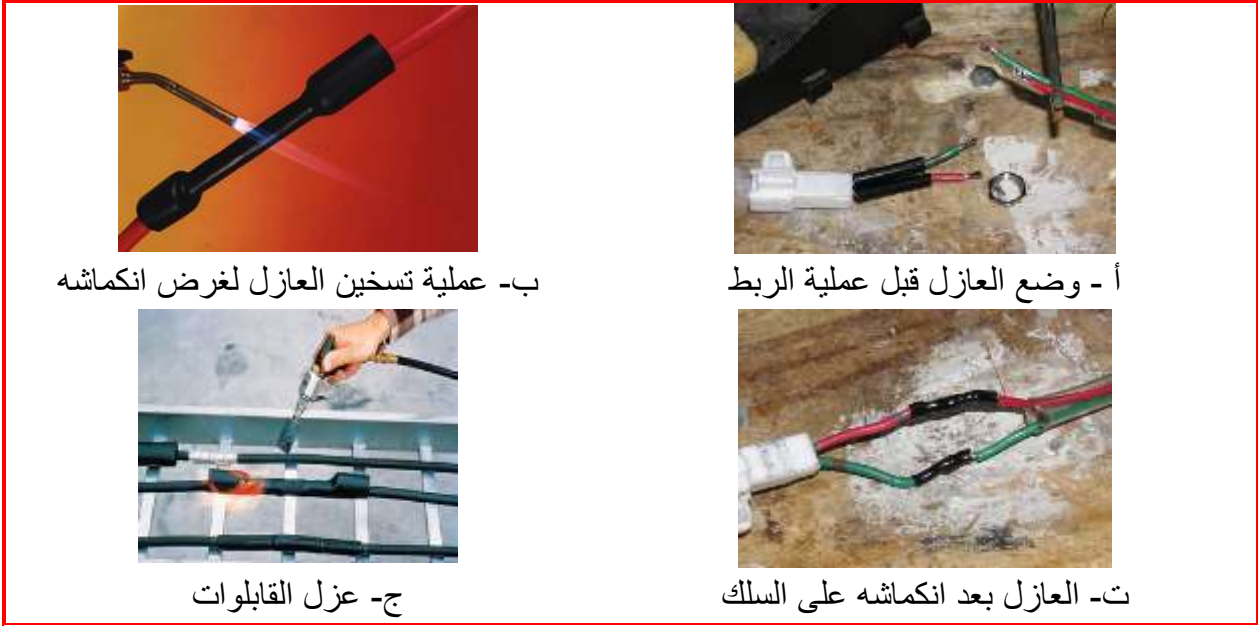 أ - وضع العازل قبل عملية الربط
ب- عملية تسخين العازل لغرض انكماشه
ت- العازل بعد انكماشه على السلك
ج- عزل القابلوات